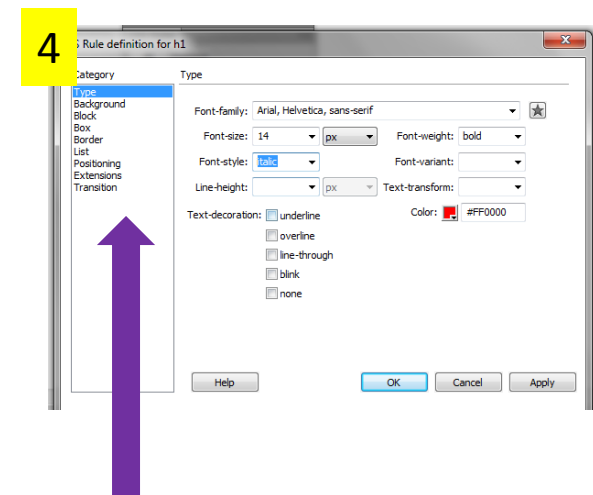 4
S Rule definition for h1
Category
Type
Type
Background
Block
Box
Border
List
Positioning
Extensions
Transition
Font-family: Arial, Helvetica, sans-serif
Font-size: 14 px Font-weight: bold
Font-style: italic Font-variant:
Line-height: px Text-transform:
Text-decoration: underline Color: #FF0000
overline
line-through
blink
none
Help OK Cancel Apply